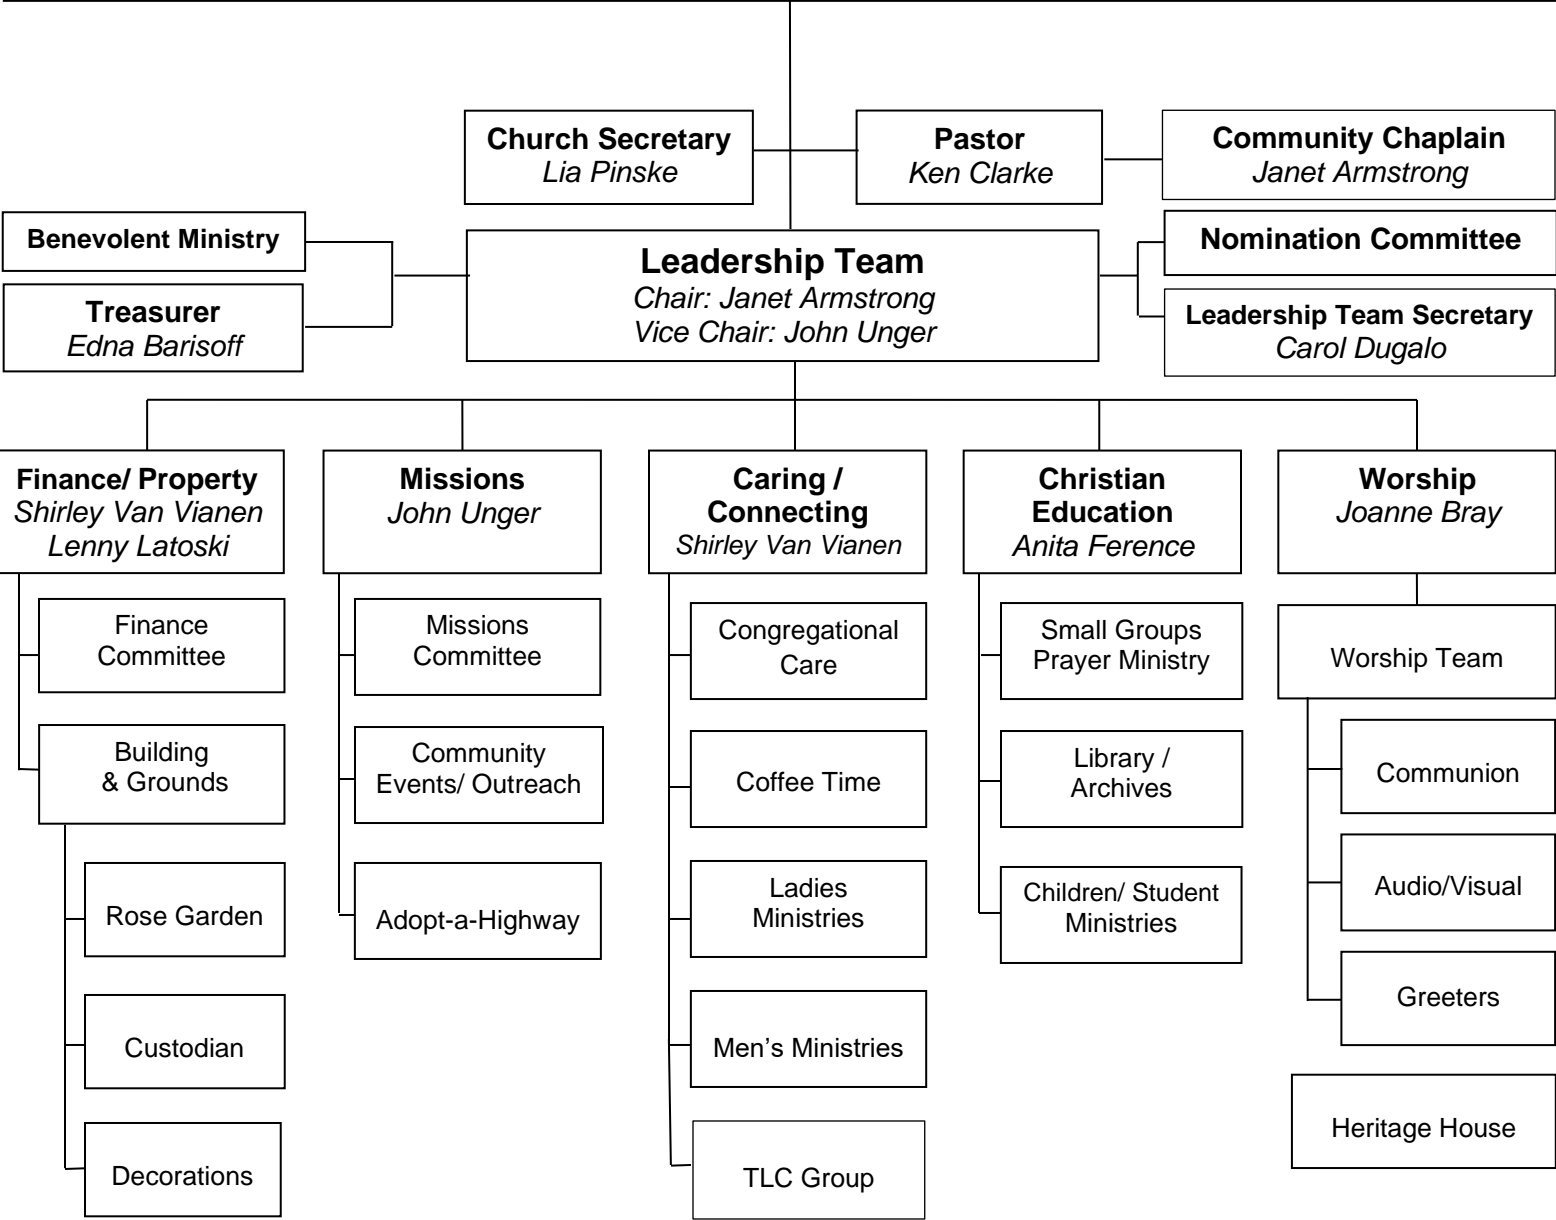 Church Secretary
Lia Pinske
Pastor
Ken Clarke
Community Chaplain
Janet Armstrong
Benevolent Ministry
Treasurer
Edna Barisoff
Leadership Team
Chair: Janet Armstrong
Vice Chair: John Unger
Nomination Committee
Leadership Team Secretary
Carol Dugalo
Finance/ Property
Shirley Van Vianen
Lenny Latoski
Missions
John Unger
Caring /
Connecting
Shirley Van Vianen
Christian
Education
Anita Ference
Worship
Joanne Bray
Finance
Committee
Building
& Grounds
Rose Garden
Custodian
Decorations
Missions
Committee
Community
Events/ Outreach
Adopt-a-Highway
Congregational
Care
Coffee Time
Ladies
Ministries
Men’s Ministries
TLC Group
Small Groups
Prayer Ministry
Library /
Archives
Children/ Student
Ministries
Worship Team
Communion
Audio/Visual
Greeters
Heritage House